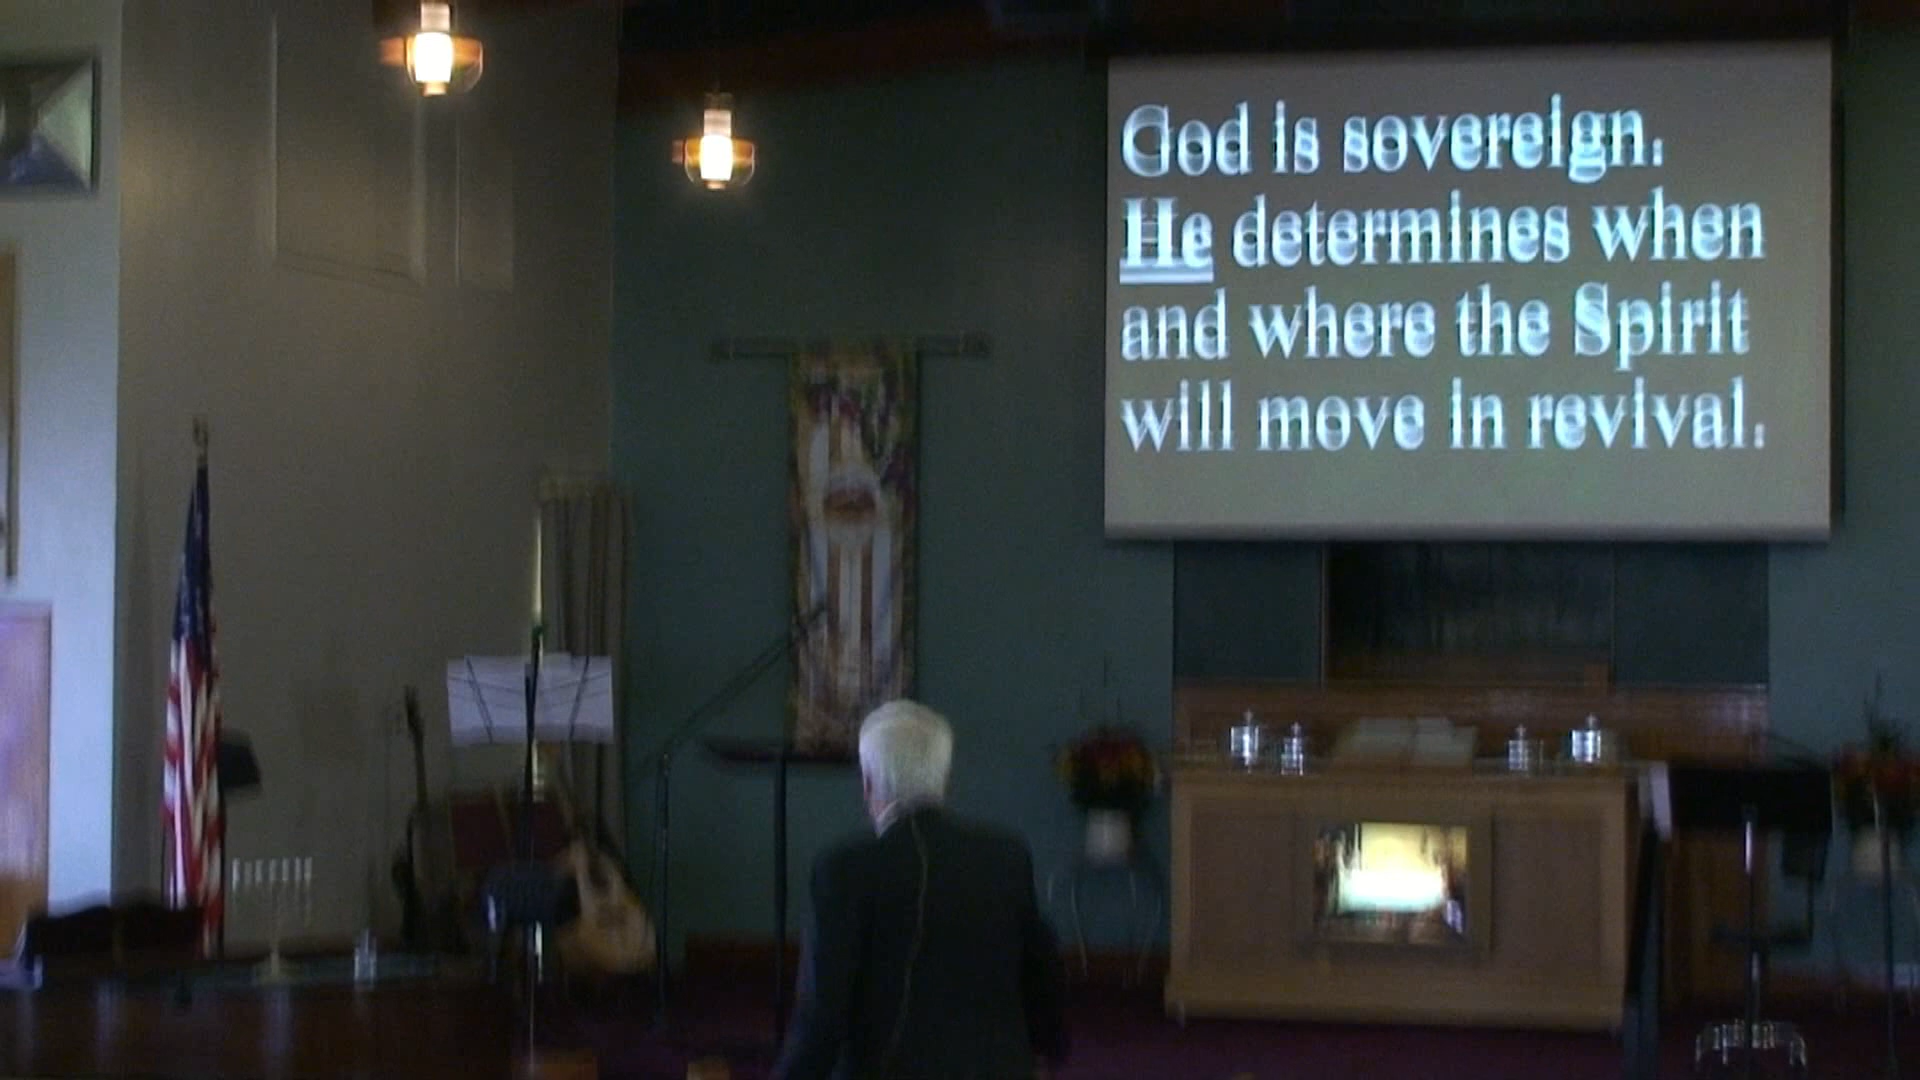 God is sovereign.
He determines when
and where the Spirit
will move in revival.